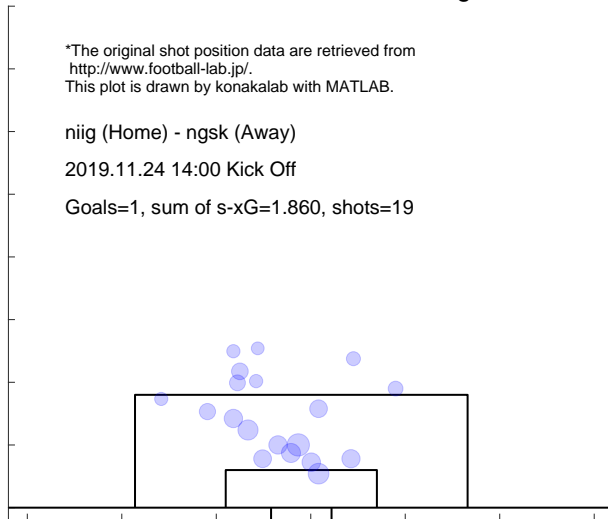 *The original shot position data are retrieved from
http://www.football-lab.jp/.
This plot is drawn by konakalab with MATLAB.
niig (Home) - ngsk (Away)
2019.11.24 14:00 Kick Off
Goals=1, sum of s-xG=1.860, shots=19